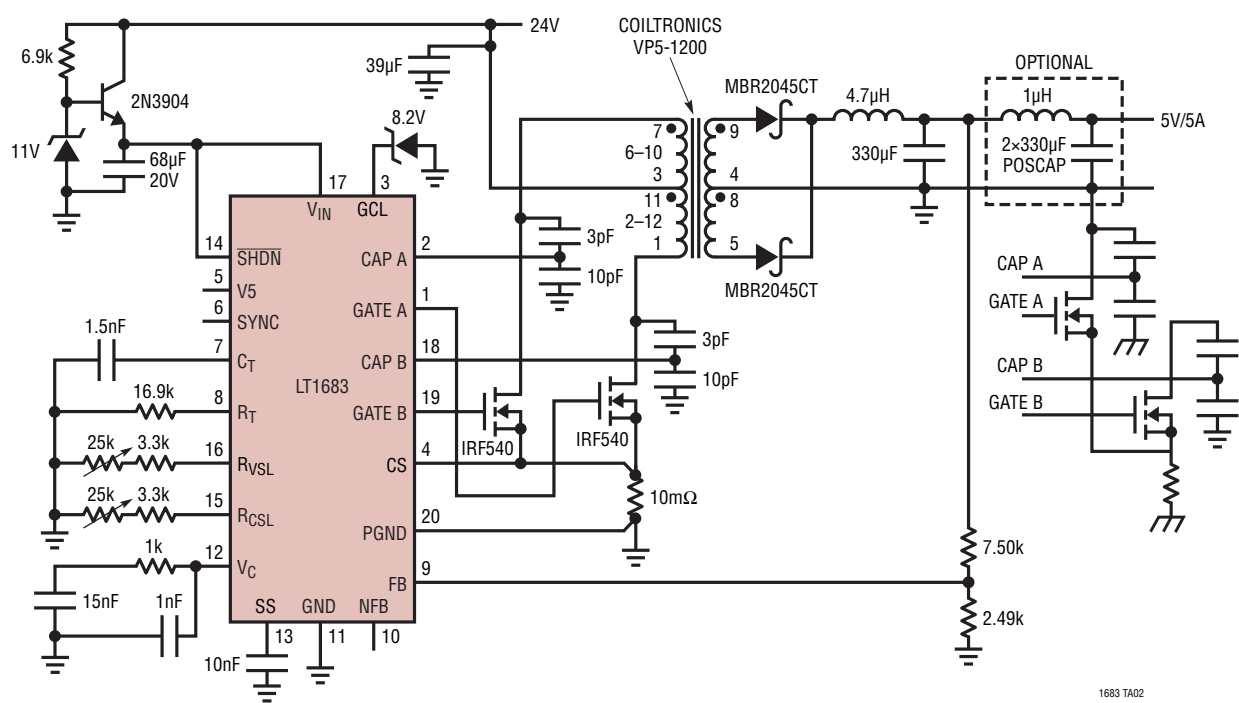 24V
COILTRONICS
VP5-1200
6.9k
2N3904
39µF
MBR2045CT
4.7µH
OPTIONAL
1µH
5V/5A
11V
68µF
20V
8.2V
330µF
2×330µF
POSCAP
7
6–10
3
11
2–12
1
9
4
8
5
17
3
VIN
GCL
14
SHDN
5
V5
6
SYNC
1.5nF
7
CT
16.9k
8
RT
25k
3.3k
16
RVSL
25k
3.3k
15
RCSL
1k
12
VC
15nF
1nF
LT1683
2
CAP A
1
GATE A
18
CAP B
19
GATE B
4
CS
20
PGND
9
FB
SS
GND
NFB
13
11
10
10nF
3pF
10pF
3pF
10pF
IRF540
IRF540
10mΩ
MBR2045CT
CAP A
GATE A
CAP B
GATE B
7.50k
2.49k
1683 TA02